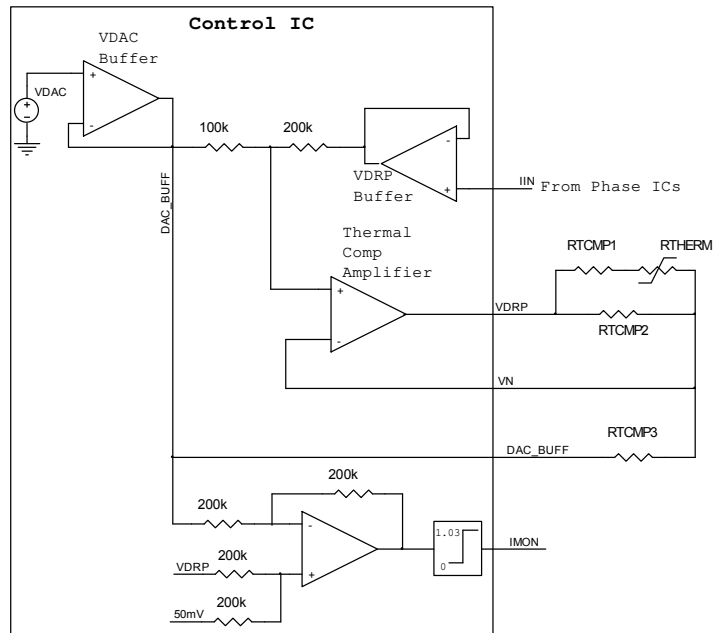 Control IC
VDAC
Buffer
+
-
VDAC
+
-
100k
200k
-
+
VDRP
Buffer
IIN
From Phase ICs
DAC_BUFF
Thermal
Comp
Amplifier
+
-
RTCMP1
RTHERM
VDRP
RTCMP2
VN
RTCMP3
DAC_BUFF
200k
200k
-
+
1.03
0
IMON
VDRP
200k
50mV
200k